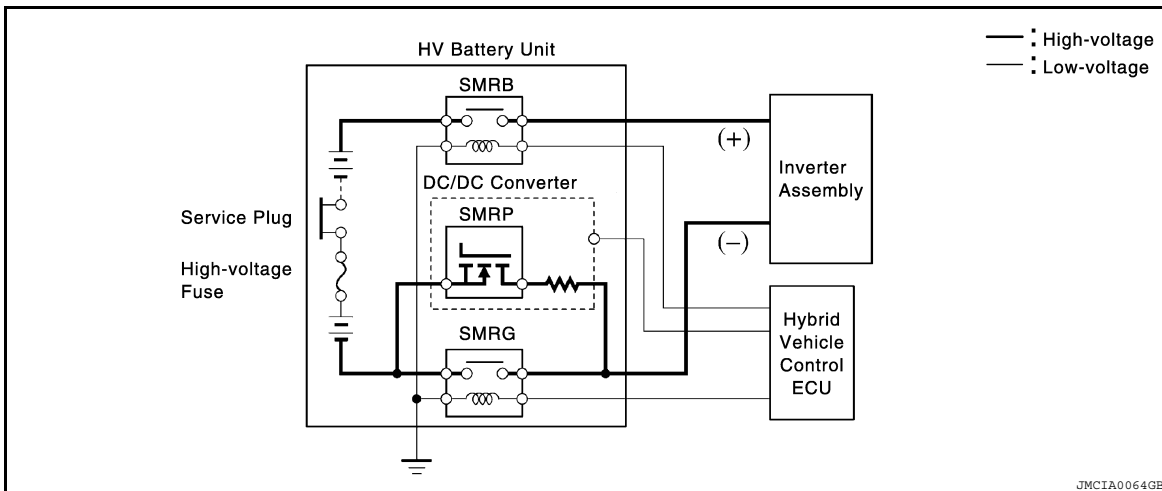 HV Battery Unit
: High-voltage
: Low-voltage
SMRB
(+)
Inverter
Assembly
DC/DC Converter
Service Plug
SMRP
(−)
High-voltage
Fuse
SMRG
Hybrid
Vehicle
Control
ECU
JMCIA0064GB